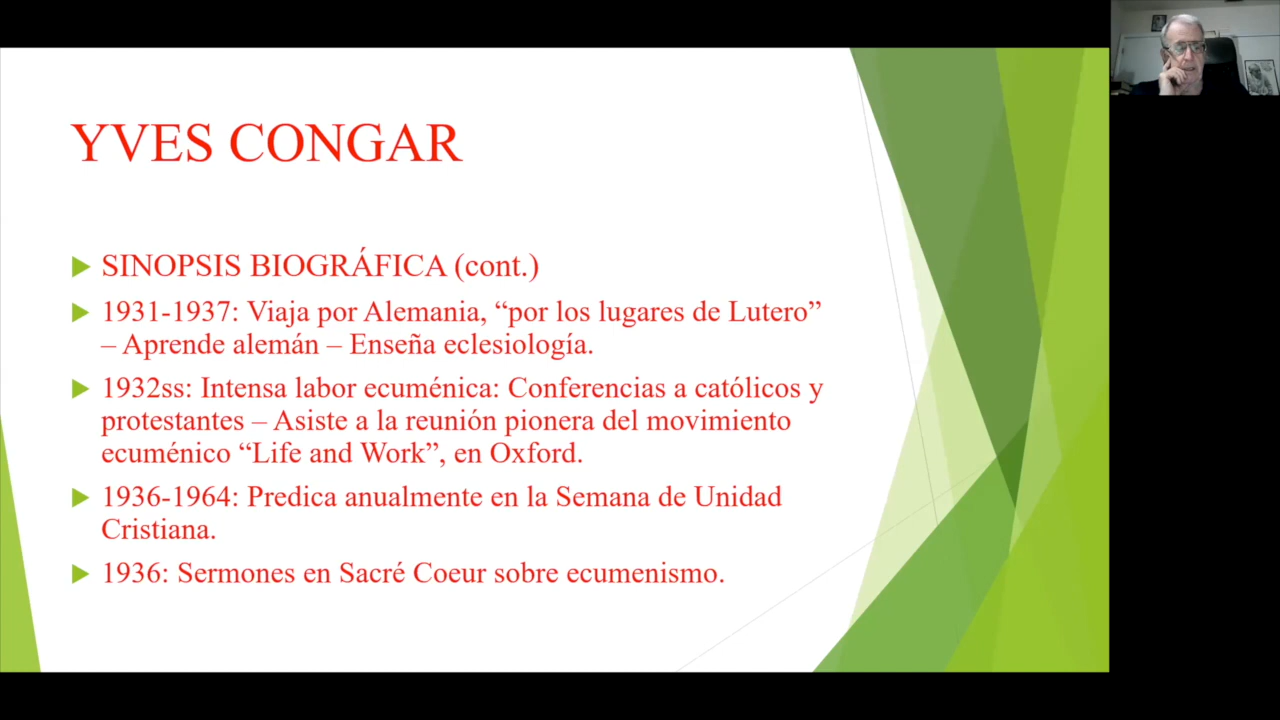 YVES CONGAR
SINOPSIS BIOGRÁFICA (cont.)
1931-1937: Viaja por Alemania, “por los lugares de Lutero”
– Aprende alemán – Enseña eclesiología.
1932ss: Intensa labor ecuménica: Conferencias a católicos y
protestantes – Asiste a la reunión pionera del movimiento
ecuménico “Life and Work”, en Oxford.
1936-1964: Predica anualmente en la Semana de Unidad
Cristiana.
1936: Sermones en Sacré Coeur sobre ecumenismo.